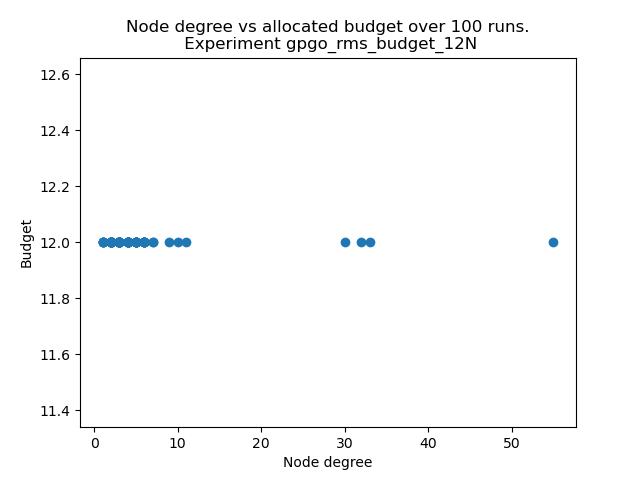 Node degree vs allocated budget over 100 runs.
Experiment gpgo_rms_budget_12N
12.6
12.4
12.2
12.0
11.8
11.6
11.4
Budget
0 10 20 30 40 50
Node degree